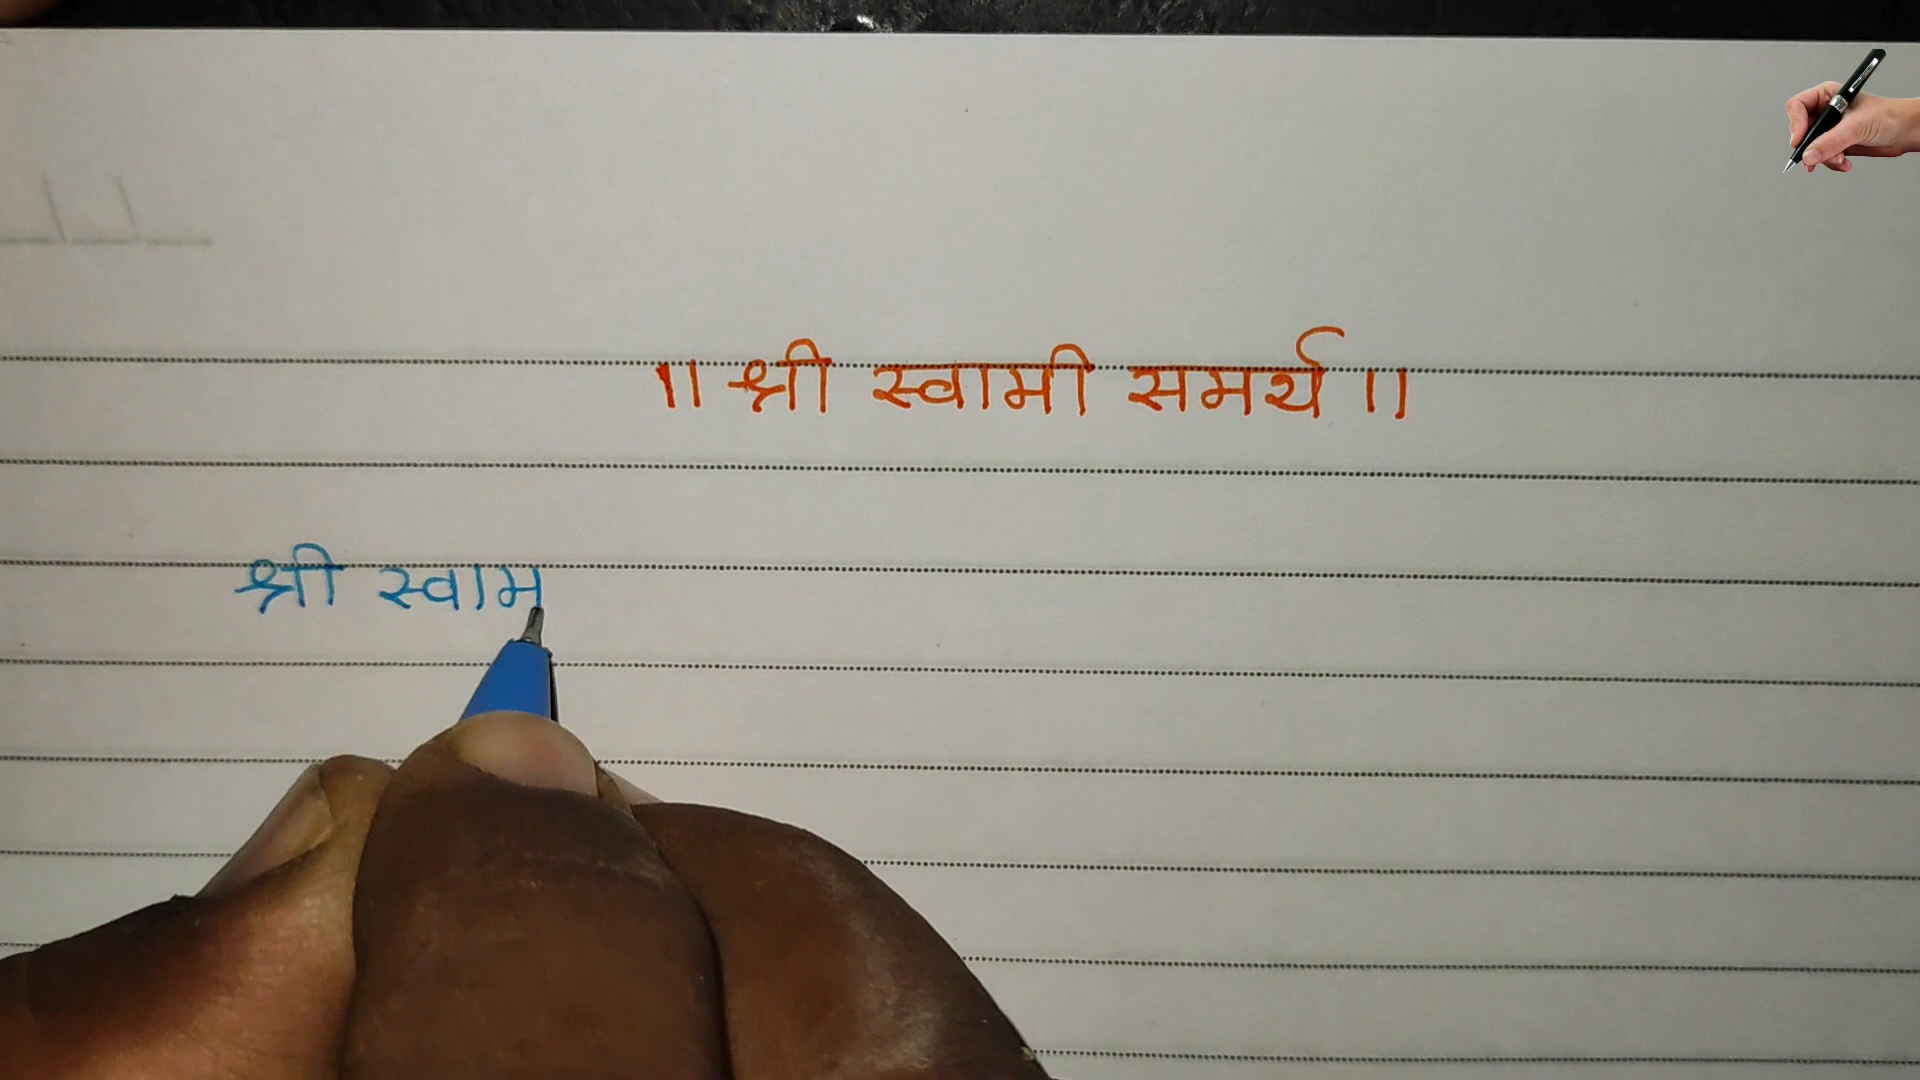 ॥ श्री स्वामी समर्थ ॥
श्री स्वाम